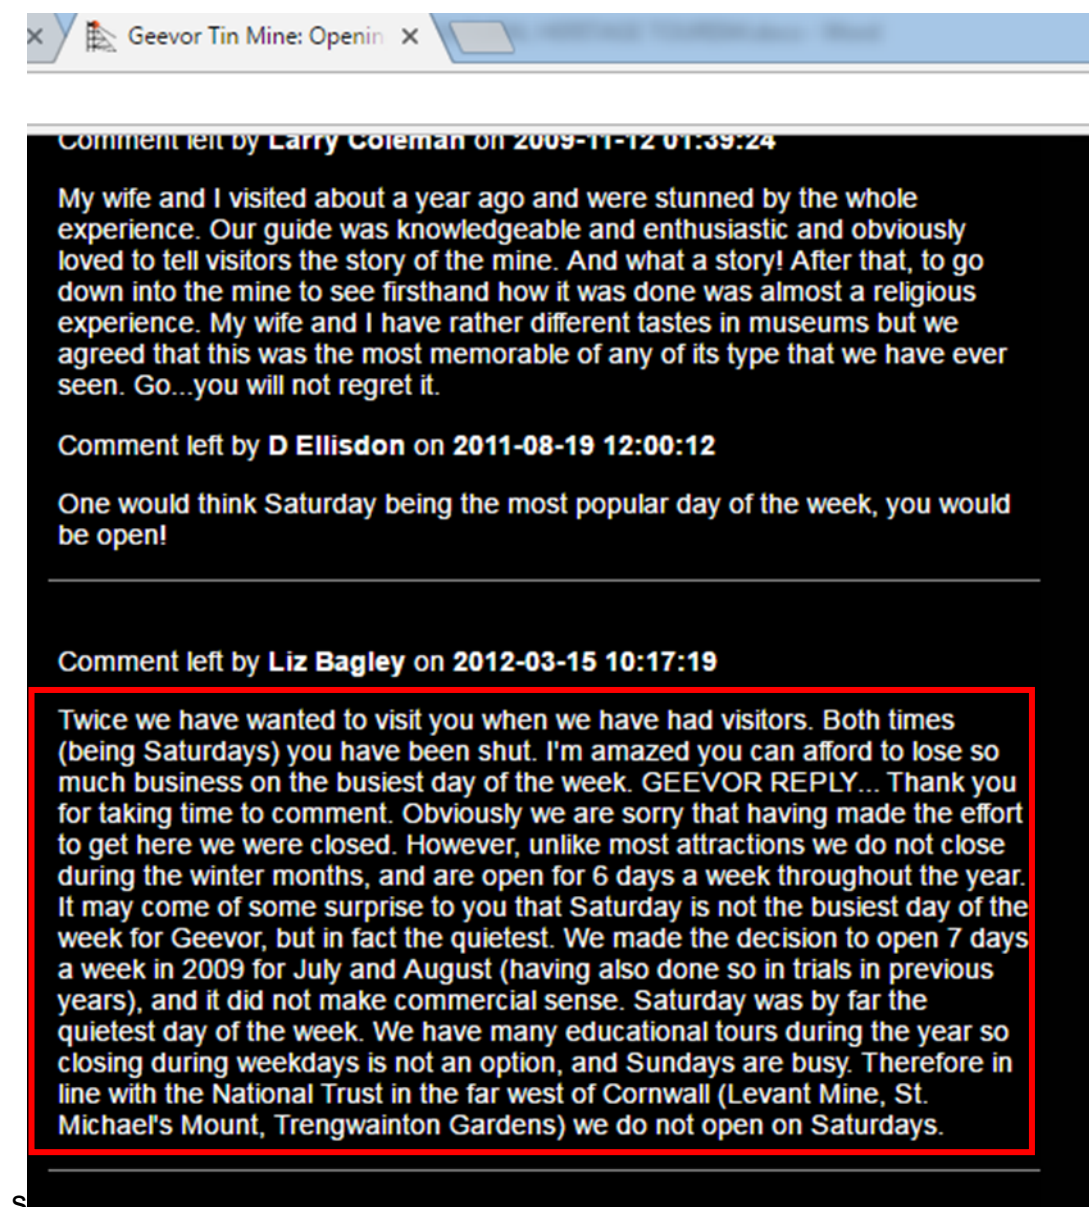 Geevor Tin Mine: Openin
Comment left by Larry Coleman on 2009-11-12 01:39:24
My wife and I visited about a year ago and were stunned by the whole
experience. Our guide was knowledgeable and enthusiastic and obviously
loved to tell visitors the story of the mine. And what a story! After that, to go
down into the mine to see firsthand how it was done was almost a religious
experience. My wife and I have rather different tastes in museums but we
agreed that this was the most memorable of any of its type that we have ever
seen. Go...you will not regret it.
Comment left by D Ellisdon on 2011-08-19 12:00:12
One would think Saturday being the most popular day of the week, you would
be open!
Comment left by Liz Bagley on 2012-03-15 10:17:19
Twice we have wanted to visit you when we have had visitors. Both times
(being Saturdays) you have been shut. I'm amazed you can afford to lose so
much business on the busiest day of the week. GEEVOR REPLY... Thank you
for taking time to comment. Obviously we are sorry that having made the effort
to get here we were closed. However, unlike most attractions we do not close
during the winter months, and are open for 6 days a week throughout the year.
It may come of some surprise to you that Saturday is not the busiest day of the
week for Geevor, but in fact the quietest. We made the decision to open 7 days
a week in 2009 for July and August (having also done so in trials in previous
years), and it did not make commercial sense. Saturday was by far the
quietest day of the week. We have many educational tours during the year so
closing during weekdays is not an option, and Sundays are busy. Therefore in
line with the National Trust in the far west of Cornwall (Levant Mine, St.
Michael's Mount, Trengwainton Gardens) we do not open on Saturdays.
s